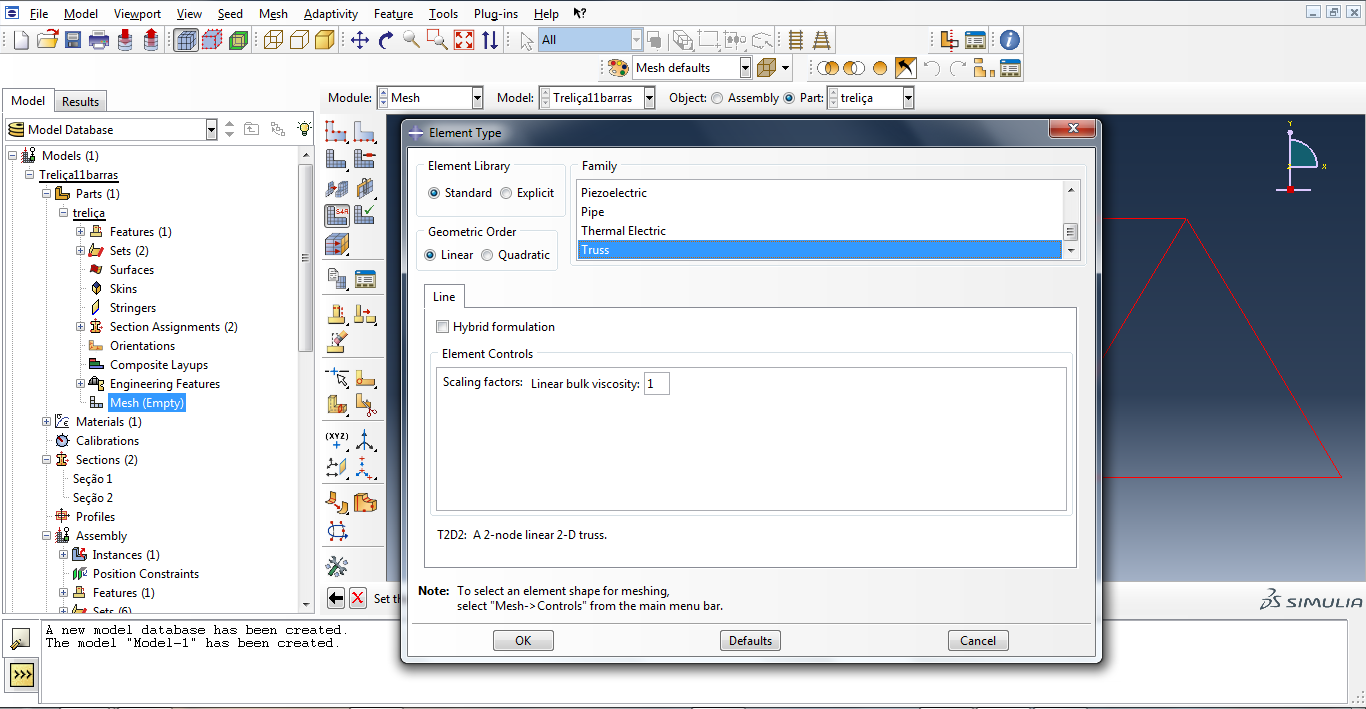 File Model Viewport View Seed Mesh Adaptivity Feature Tools Plug-ins Help
All
Mesh defaults
Model Results
Module: Mesh Model: Treliça11barras Object: Assembly Part: treliça
Model Database
Models (1)
Treliça11barras
Parts (1)
treliça
Features (1)
Sets (2)
Surfaces
Skins
Stringers
Section Assignments (2)
Orientations
Composite Layups
Engineering Features
Mesh (Empty)
Materials (1)
Calibrations
Sections (2)
Seção 1
Seção 2
Profiles
Assembly
Instances (1)
Position Constraints
Features (1)
Sets (6)
S4R
(XYZ)
Element Type
Element Library
Standard Explicit
Geometric Order
Linear Quadratic
Family
Piezoelectric
Pipe
Thermal Electric
Truss
Line
Hybrid formulation
Element Controls
Scaling factors: Linear bulk viscosity: 1
T2D2: A 2-node linear 2-D truss.
Note: To select an element shape for meshing,
select "Mesh->Controls" from the main menu bar.
OK Defaults Cancel
Y
X
Set th
SIMULIA
A new model database has been created.
The model "Model-1" has been created.
>>>